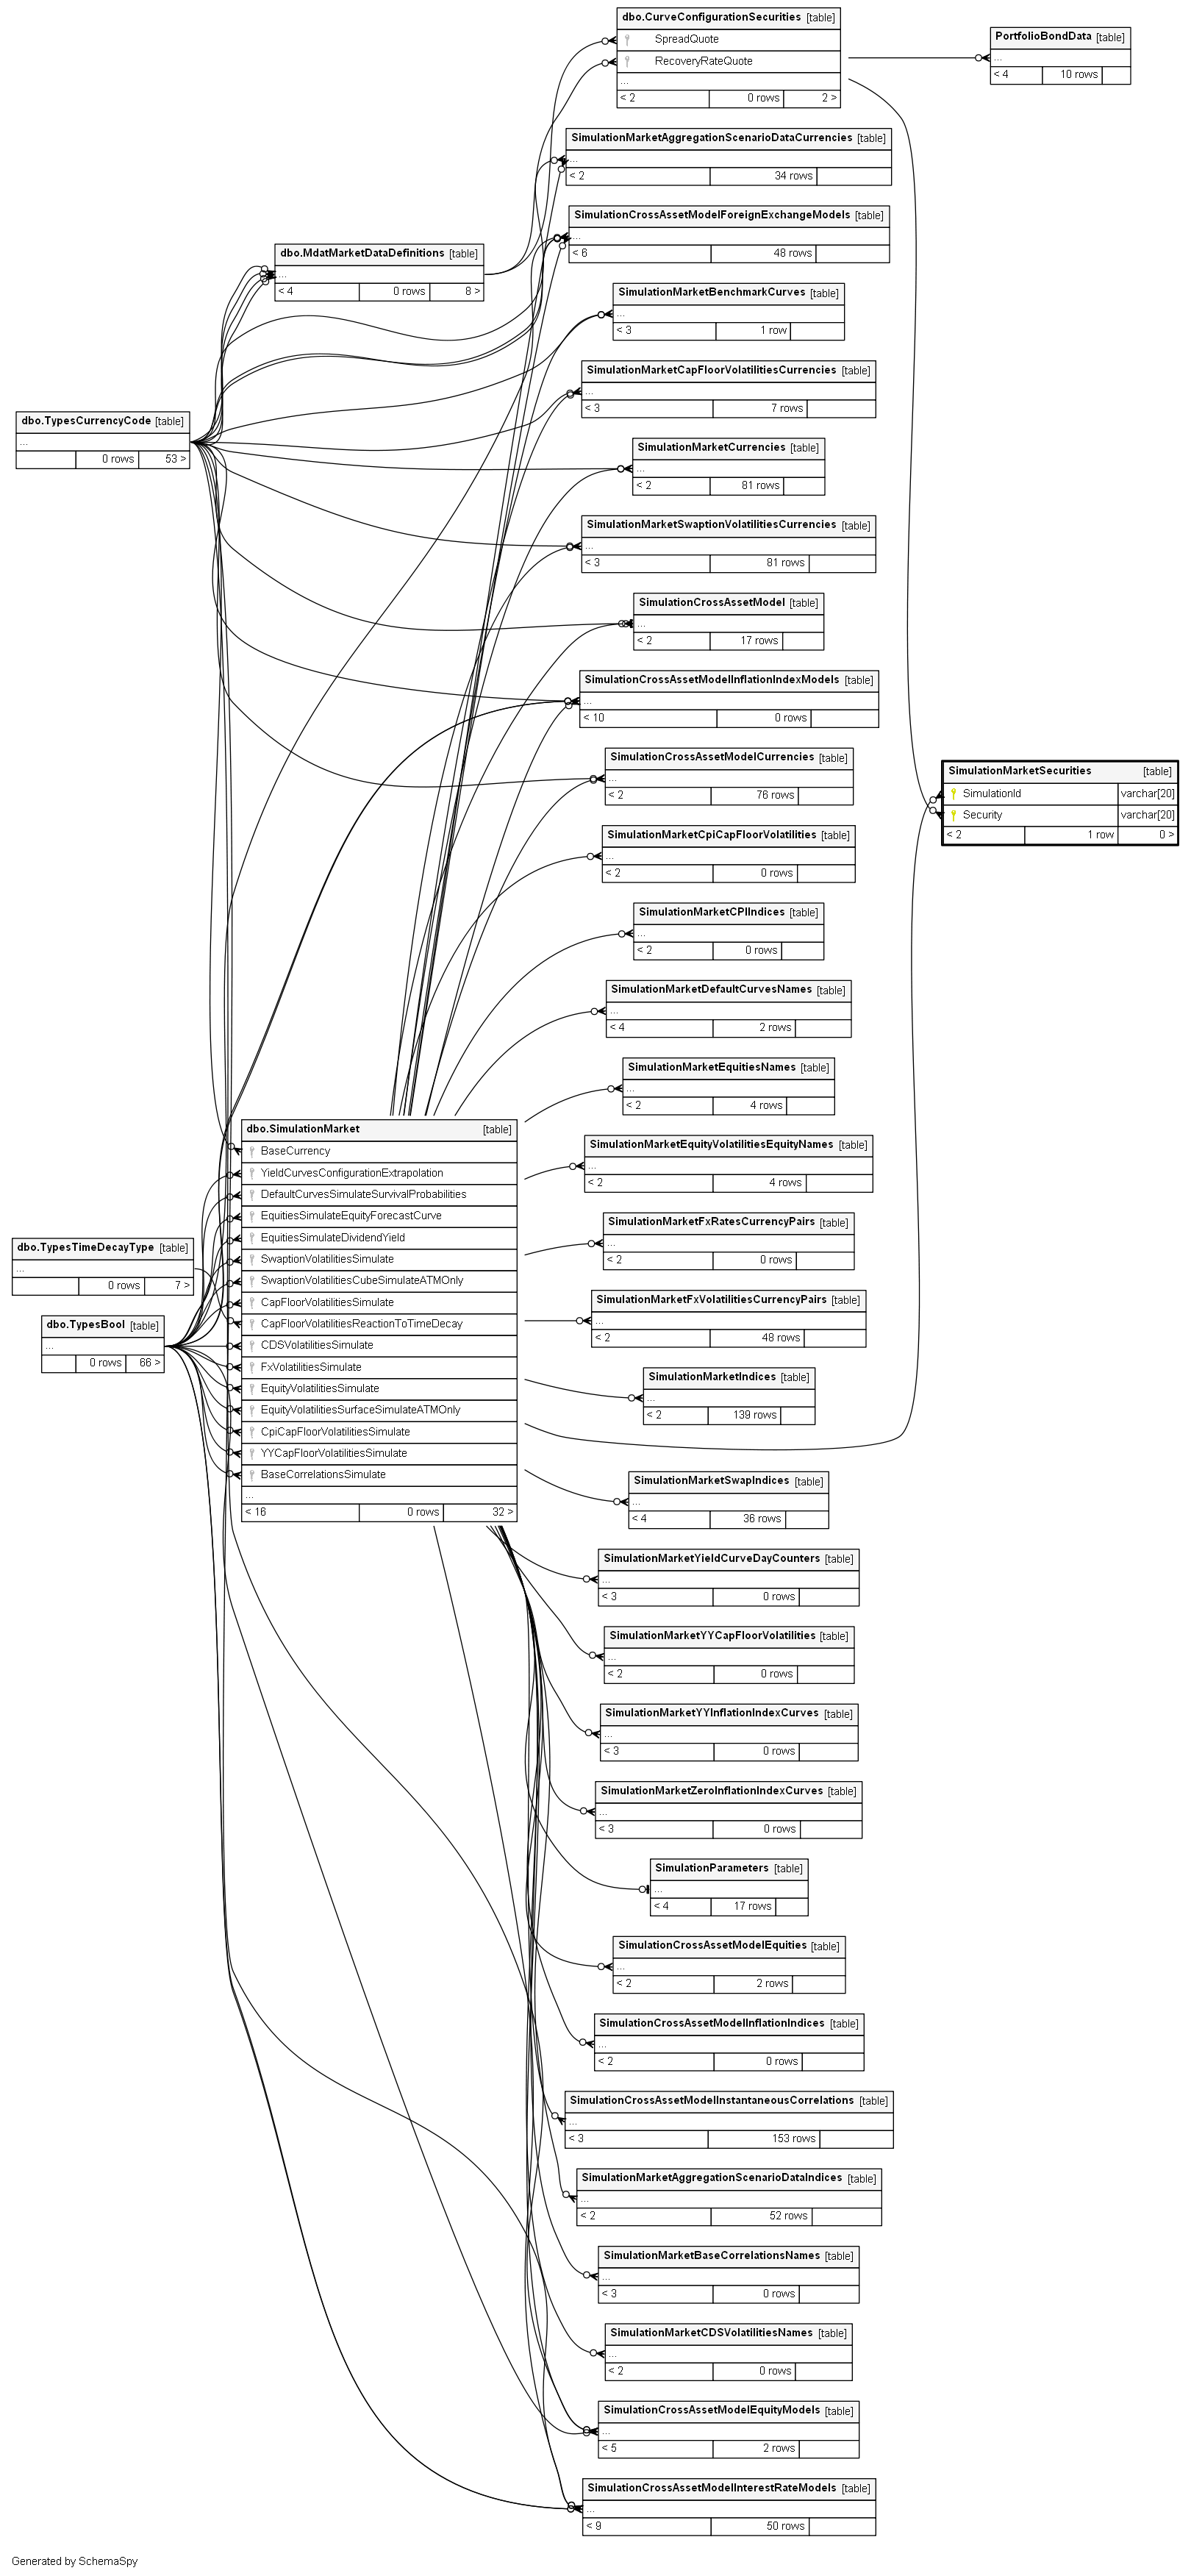 dbo.CurveConfigurationSecurities [table]
SpreadQuote
RecoveryRateQuote
...
< 2 0 rows 2 >
PortfolioBondData [table]
...
< 4 10 rows
SimulationMarketAggregationScenarioDataCurrencies [table]
...
< 2 34 rows
SimulationCrossAssetModelForeignExchangeModels [table]
...
< 6 48 rows
dbo.MdatMarketDataDefinitions [table]
...
< 4 0 rows 8 >
SimulationMarketBenchmarkCurves [table]
...
< 3 1 row
SimulationMarketCapFloorVolatilitiesCurrencies [table]
...
< 3 7 rows
dbo.TypesCurrencyCode [table]
...
0 rows 53 >
SimulationMarketCurrencies [table]
...
< 2 81 rows
SimulationMarketSwaptionVolatilitiesCurrencies [table]
...
< 3 81 rows
SimulationCrossAssetModel [table]
...
< 2 17 rows
SimulationCrossAssetModelInflationIndexModels [table]
...
< 10 0 rows
SimulationCrossAssetModelCurrencies [table]
...
< 2 76 rows
SimulationMarketSecurities [table]
SimulationId varchar[20]
Security varchar[20]
< 2 1 row 0 >
SimulationMarketCpiCapFloorVolatilities [table]
...
< 2 0 rows
SimulationMarketCPIIndices [table]
...
< 2 0 rows
SimulationMarketDefaultCurvesNames [table]
...
< 4 2 rows
SimulationMarketEquitiesNames [table]
...
< 2 4 rows
dbo.SimulationMarket [table]
BaseCurrency
YieldCurvesConfigurationExtrapolation
DefaultCurvesSimulateSurvivalProbabilities
EquitiesSimulateEquityForecastCurve
EquitiesSimulateDividendYield
SwaptionVolatilitiesSimulate
SwaptionVolatilitiesCubeSimulateATMOnly
CapFloorVolatilitiesSimulate
CapFloorVolatilitiesReactionToTimeDecay
CDSVolatilitiesSimulate
FxVolatilitiesSimulate
EquityVolatilitiesSimulate
EquityVolatilitiesSurfaceSimulateATMOnly
CpiCapFloorVolatilitiesSimulate
YYCapFloorVolatilitiesSimulate
BaseCorrelationsSimulate
...
< 16 0 rows 32 >
SimulationMarketEquityVolatilitiesEquityNames [table]
...
< 2 4 rows
SimulationMarketFxRatesCurrencyPairs [table]
...
< 2 0 rows
dbo.TypesTimeDecayType [table]
...
0 rows 7 >
SimulationMarketFxVolatilitiesCurrencyPairs [table]
...
< 2 48 rows
dbo.TypesBool [table]
...
0 rows 66 >
SimulationMarketIndices [table]
...
< 2 139 rows
SimulationMarketSwapIndices [table]
...
< 4 36 rows
SimulationMarketYieldCurveDayCounters [table]
...
< 3 0 rows
SimulationMarketYYCapFloorVolatilities [table]
...
< 2 0 rows
SimulationMarketYYInflationIndexCurves [table]
...
< 3 0 rows
SimulationMarketZeroInflationIndexCurves [table]
...
< 3 0 rows
SimulationParameters [table]
...
< 4 17 rows
SimulationCrossAssetModelEquities [table]
...
< 2 2 rows
SimulationCrossAssetModelInflationIndices [table]
...
< 2 0 rows
SimulationCrossAssetModelInstantaneousCorrelations [table]
...
< 3 153 rows
SimulationMarketAggregationScenarioDataIndices [table]
...
< 2 52 rows
SimulationMarketBaseCorrelationsNames [table]
...
< 3 0 rows
SimulationMarketCDSVolatilitiesNames [table]
...
< 2 0 rows
SimulationCrossAssetModelEquityModels [table]
...
< 5 2 rows
SimulationCrossAssetModelInterestRateModels [table]
...
< 9 50 rows
Generated by SchemaSpy